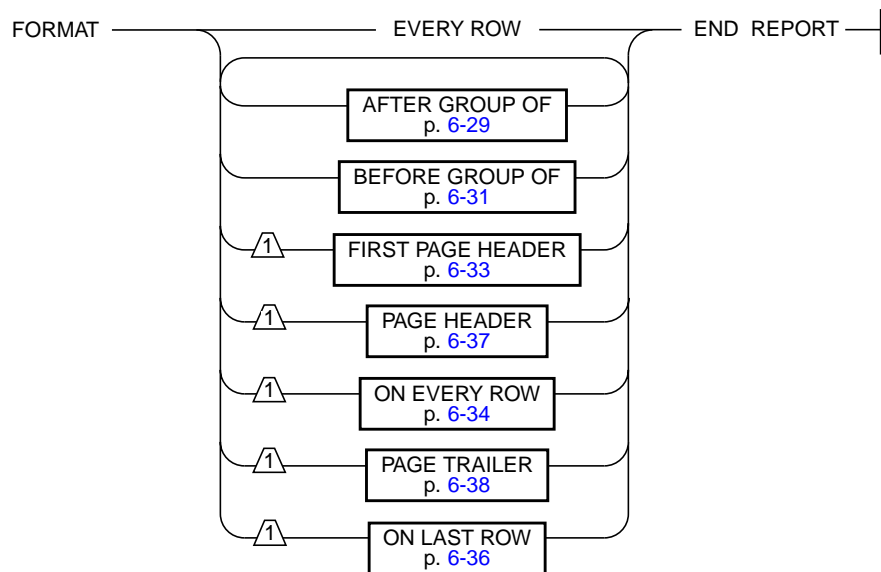 FORMAT EVERY ROW END REPORT
AFTER GROUP OF
p. 6-29
BEFORE GROUP OF
p. 6-31
1 FIRST PAGE HEADER
p. 6-33
1 PAGE HEADER
p. 6-37
1 ON EVERY ROW
p. 6-34
1 PAGE TRAILER
p. 6-38
1 ON LAST ROW
p. 6-36